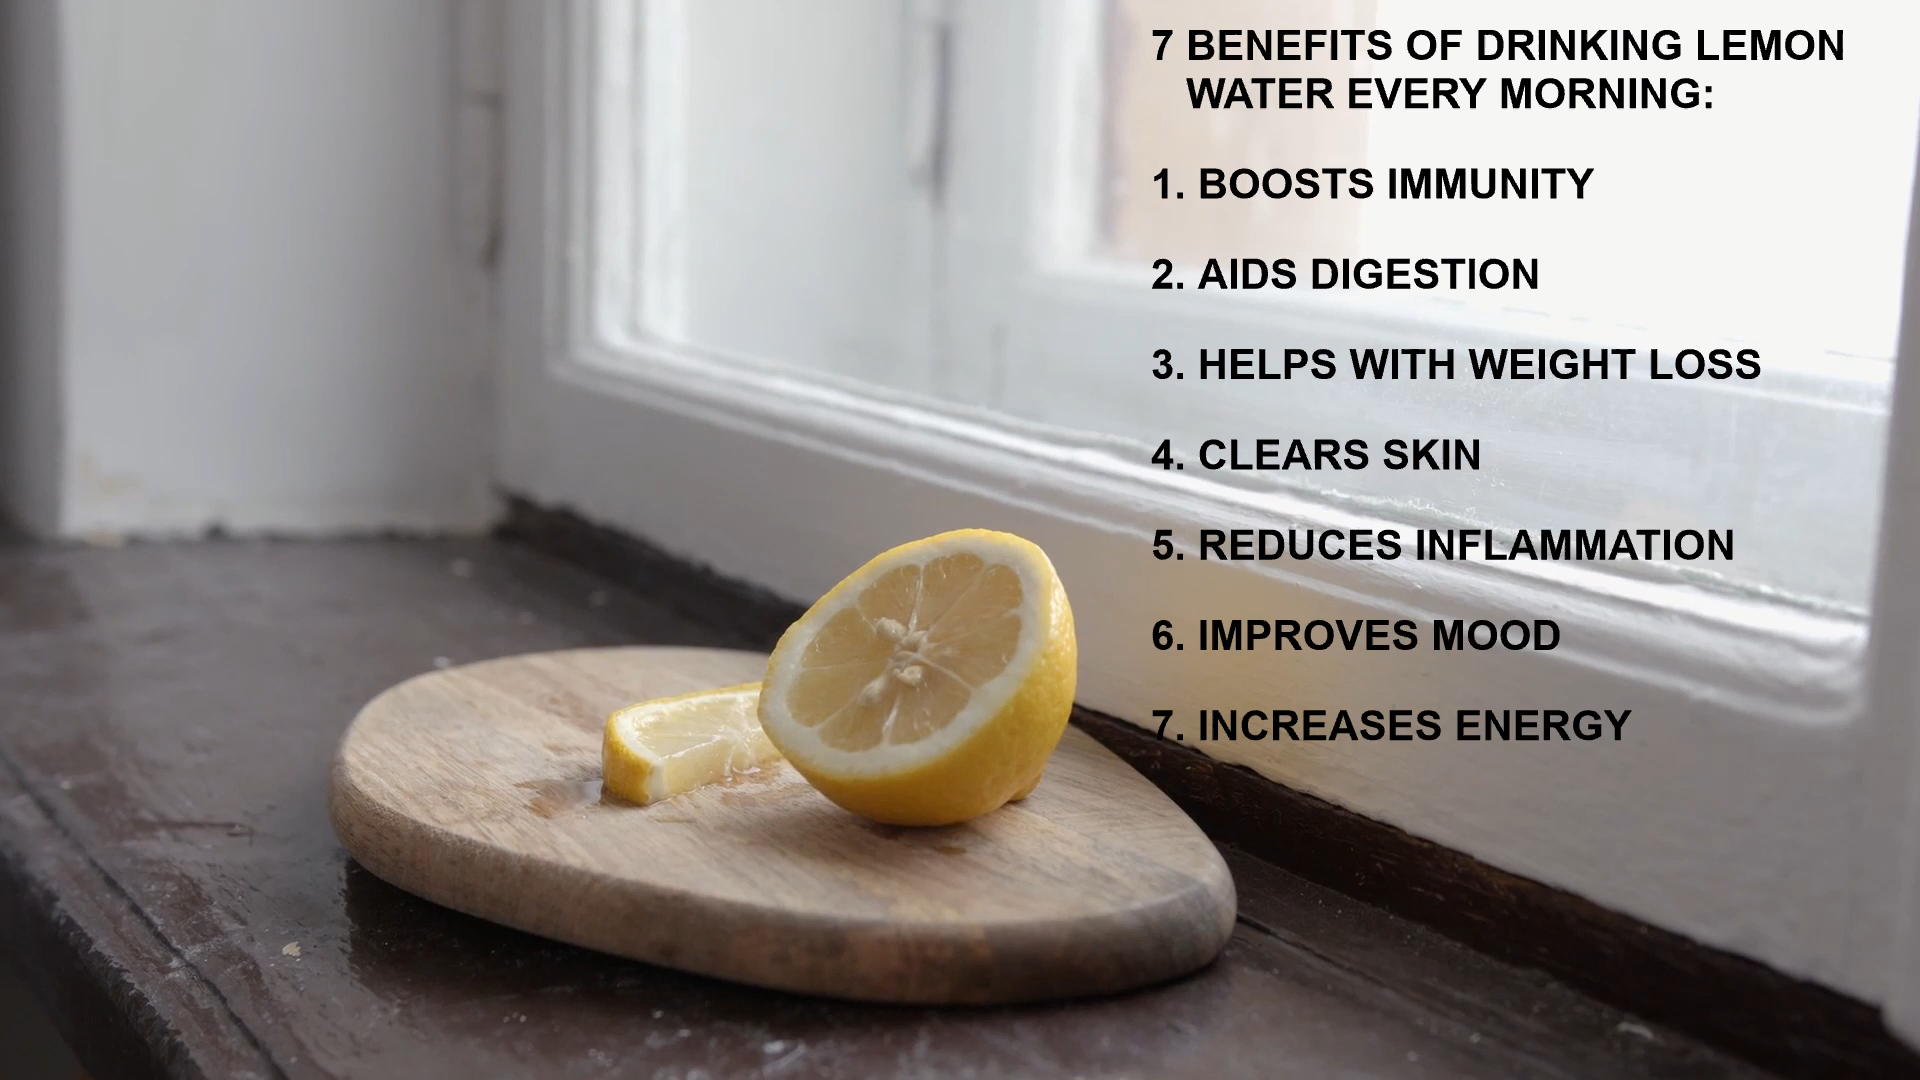 7 BENEFITS OF DRINKING LEMON
WATER EVERY MORNING:
1. BOOSTS IMMUNITY
2. AIDS DIGESTION
3. HELPS WITH WEIGHT LOSS
4. CLEARS SKIN
5. REDUCES INFLAMMATION
6. IMPROVES MOOD
7. INCREASES ENERGY